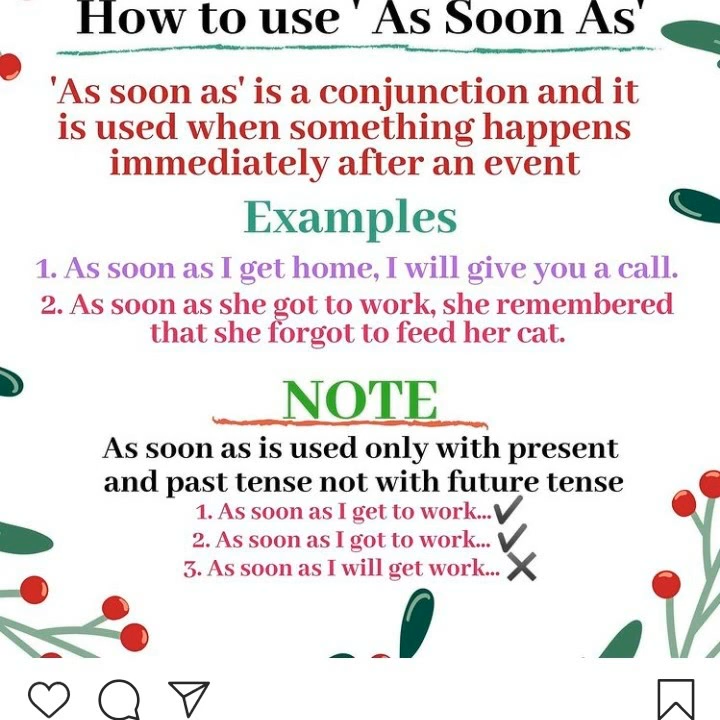 How to use ' As Soon As'
'As soon as' is a conjunction and it
is used when something happens
immediately after an event
Examples
1. As soon as I get home, I will give you a call.
2. As soon as she got to work, she remembered
that she forgot to feed her cat.
NOTE
As soon as is used only with present
and past tense not with future tense
1. As soon as I get to work...✔
2. As soon as I got to work... ✔
3. As soon as I will get work... ✖